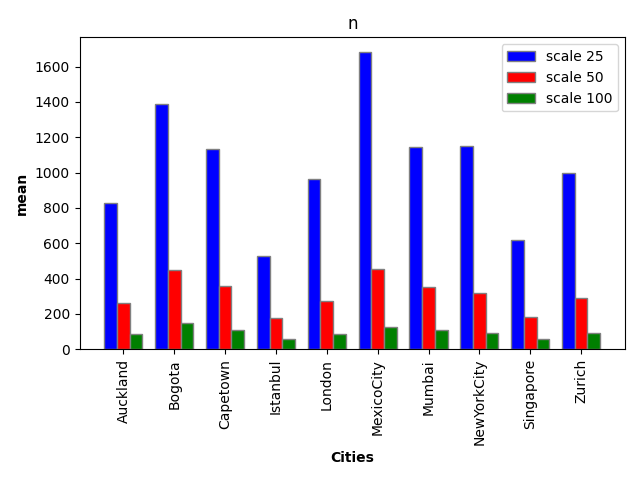 n
scale 25
scale 50
scale 100
mean
1600
1400
1200
1000
800
600
400
200
0
Auckland
Bogota
Capetown
Istanbul
London
MexicoCity
Mumbai
NewYorkCity
Singapore
Zurich
Cities